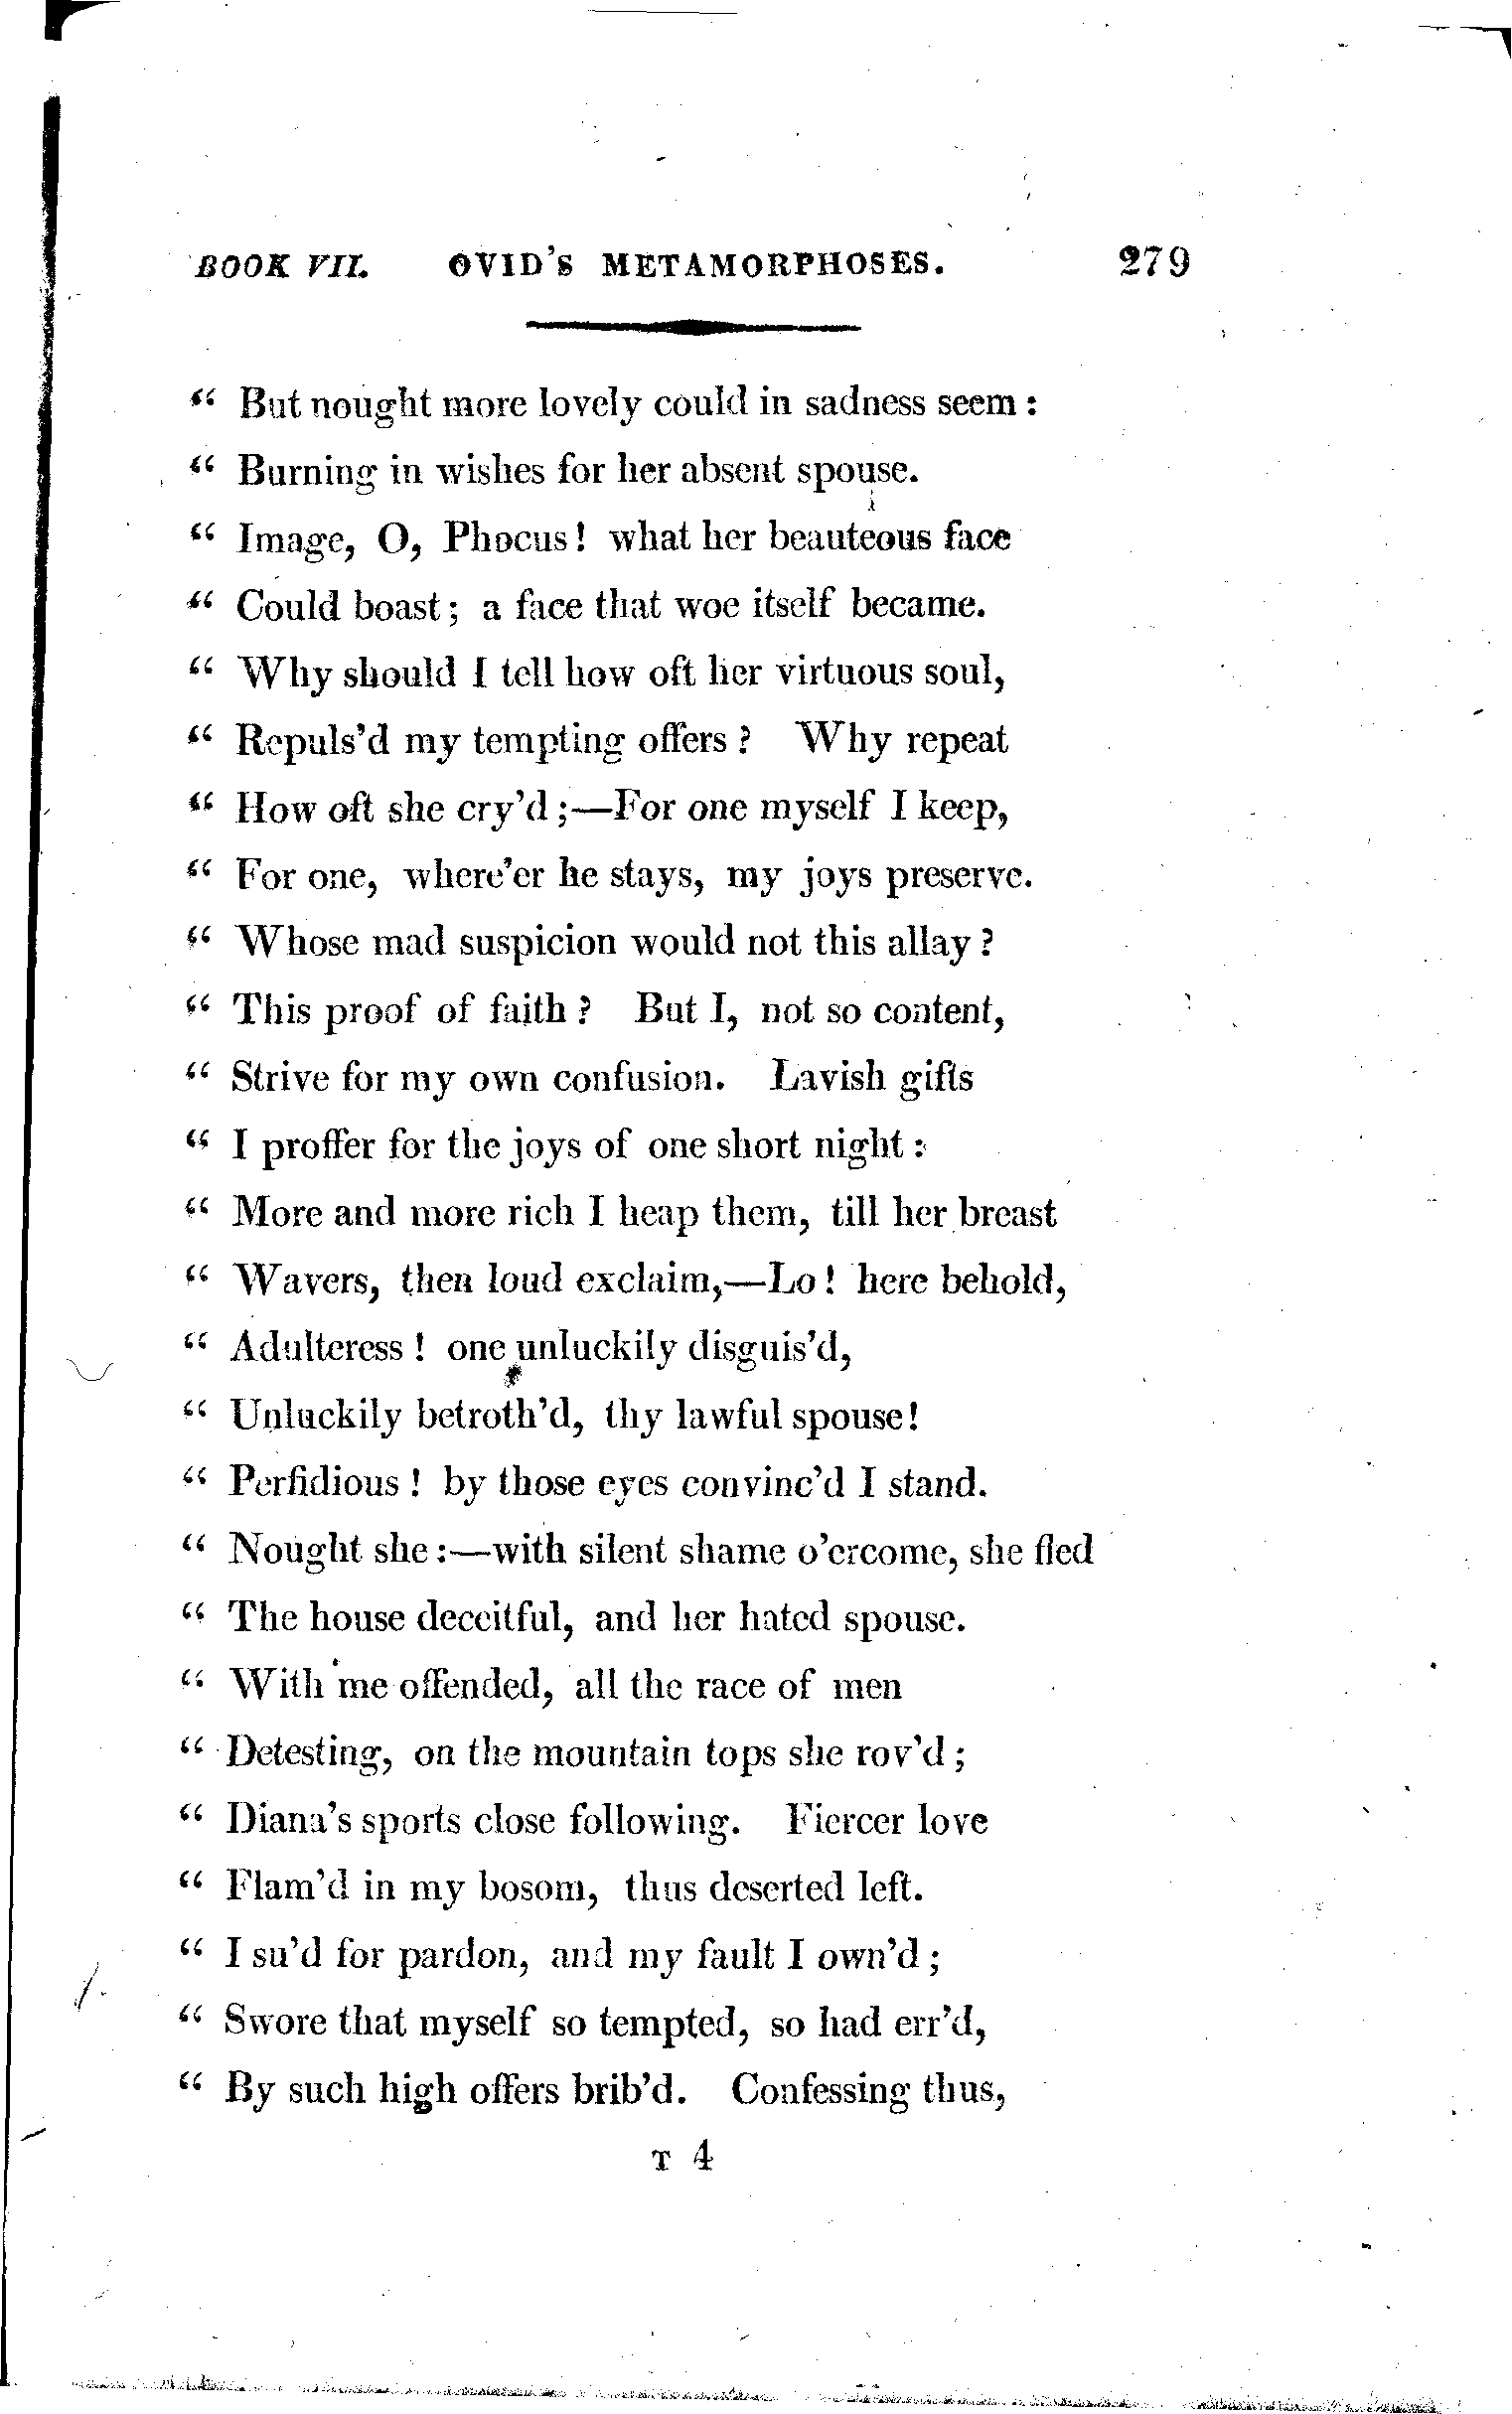 BOOK VII. OVID'S METAMORPHOSES. 279
“ But nought more lovely could in sadness seem :
“ Burning in wishes for her absent spouse.
“ Image, O, Phocus! what her beauteous face
“ Could boast; a face that woe itself became.
“ Why should I tell how oft her virtuous soul,
“ Repuls'd my tempting offers ? Why repeat
“ How oft she cry'd ;—For one myself I keep,
“ For one, where'er he stays, my joys preserve.
“ Whose mad suspicion would not this allay ?
“ This proof of faith ? But I, not so content,
“ Strive for my own confusion. Lavish gifts
“ I proffer for the joys of one short night :
“ More and more rich I heap them, till her breast
“ Wavers, then loud exclaim,—Lo! here behold,
“ Adulteress ! one unluckily disguis'd,
“ Unluckily betroth'd, thy lawful spouse!
“ Perfidious ! by those eyes convinc'd I stand.
“ Nought she :—with silent shame o'ercome, she fled
“ The house deceitful, and her hated spouse.
“ With me offended, all the race of men
“ Detesting, on the mountain tops she rov'd ;
“ Diana's sports close following. Fiercer love
“ Flam'd in my bosom, thus deserted left.
“ I su'd for pardon, and my fault I own'd ;
“ Swore that myself so tempted, so had err'd,
“ By such high offers brib'd. Confessing thus,
T 4